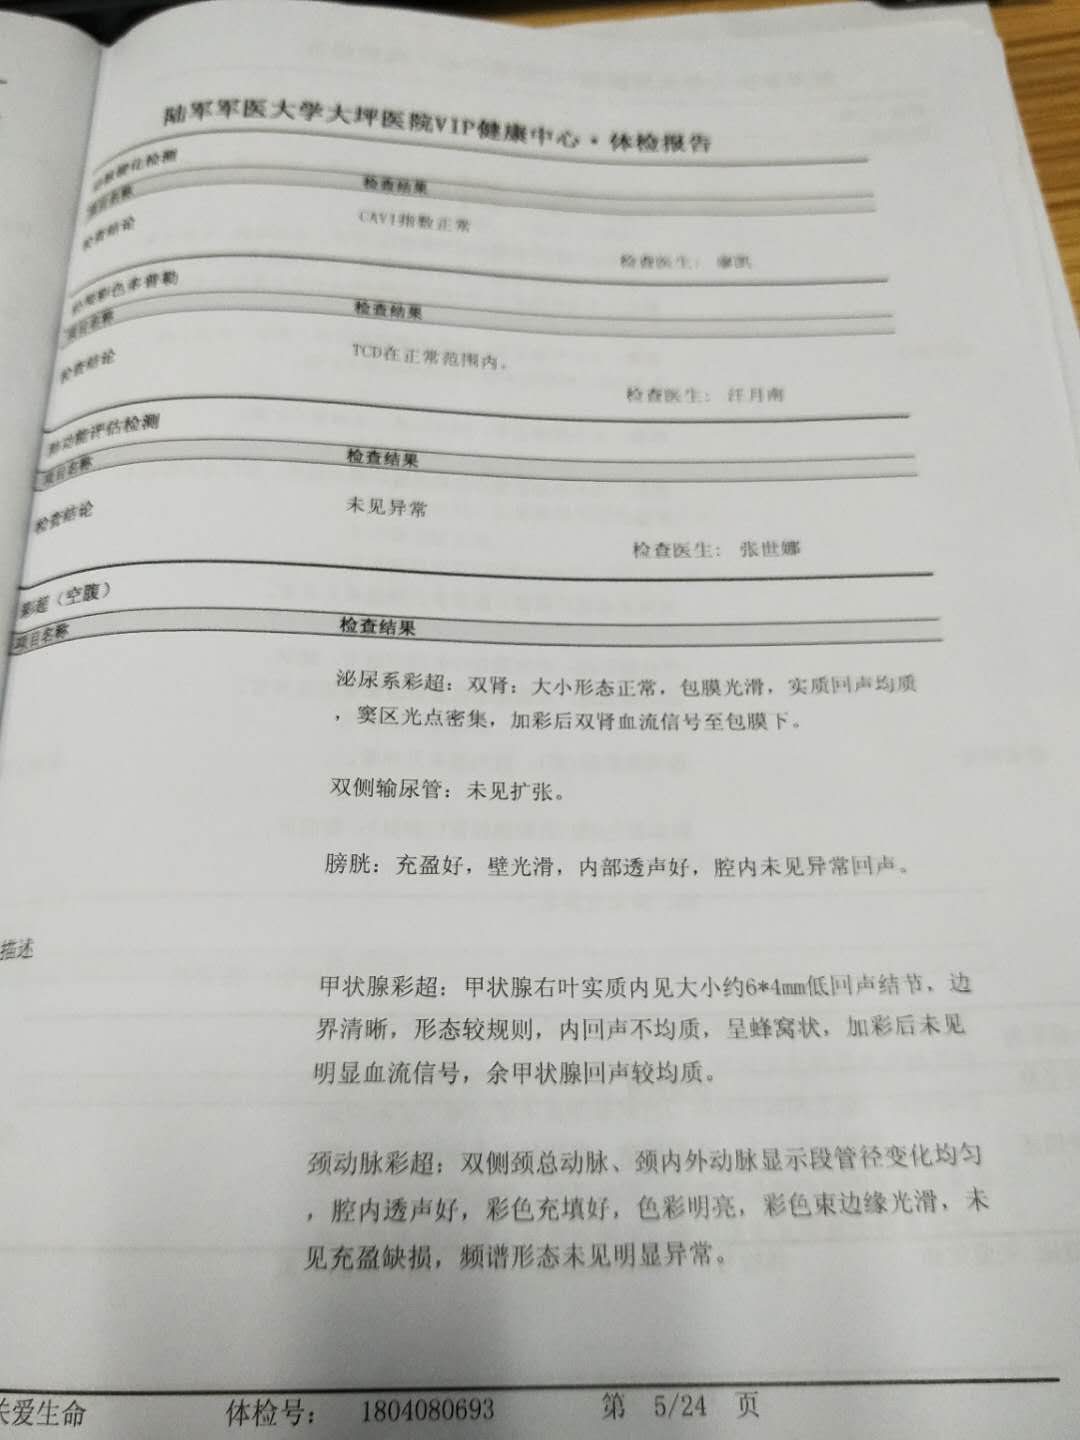 陆军军医大学大坪医院VIP健康中心·体检报告
动脉硬化检测
项目名称 检查结果
检查结论 CAVI指数正常
检查医生: 廖凯
彩色多普勒
项目名称 检查结果
检查结论 TCD在正常范围内。
检查医生: 汪月南
肺功能评估检测
项目名称 检查结果
检查结论 未见异常
检查医生: 张世娜
彩超(空腹)
项目名称 检查结果
泌尿系彩超: 双肾: 大小形态正常, 包膜光滑, 实质回声均质
, 窦区光点密集, 加彩后双肾血流信号至包膜下。
双侧输尿管: 未见扩张。
膀胱: 充盈好, 壁光滑, 内部透声好, 腔内未见异常回声。
描述
甲状腺彩超: 甲状腺右叶实质内见大小约6*4mm低回声结节, 边
界清晰, 形态较规则, 内回声不均质, 呈蜂窝状, 加彩后未见
明显血流信号, 余甲状腺回声较均质。
颈动脉彩超: 双侧颈总动脉、颈内外动脉显示段管径变化均匀
, 腔内透声好, 彩色充填好, 色彩明亮, 彩色束边缘光滑, 未
见充盈缺损, 频谱形态未见明显异常。
关爱生命 体检号: 1804080693 第 5/24 页